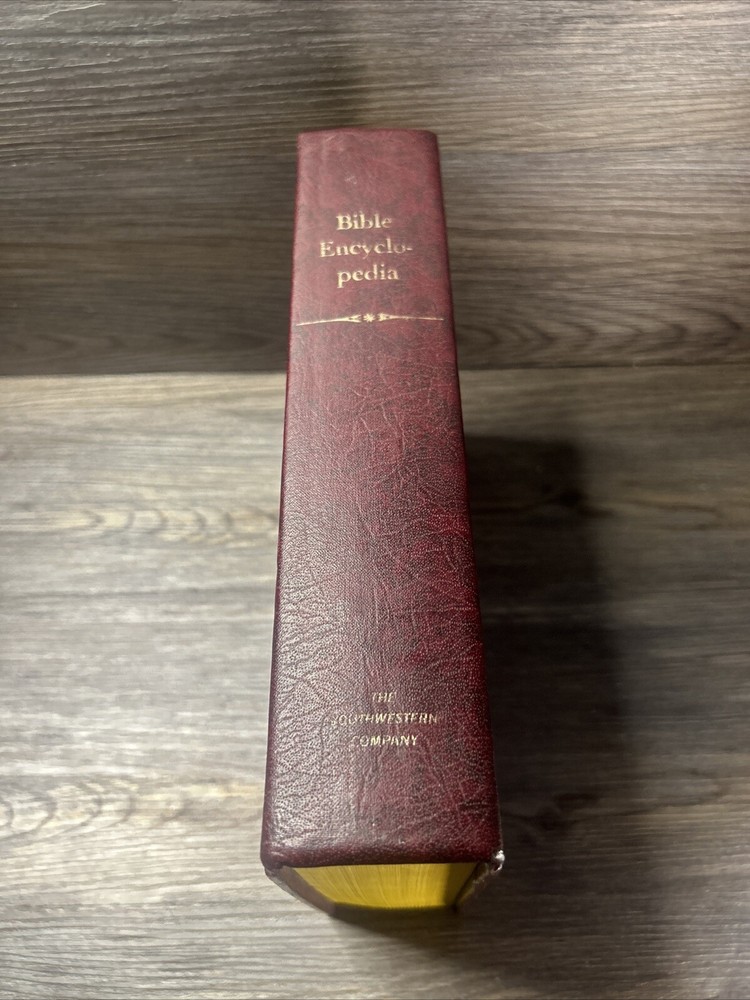 Bible
Encyclo-
pedia
THE
SOUTHWESTERN
COMPANY